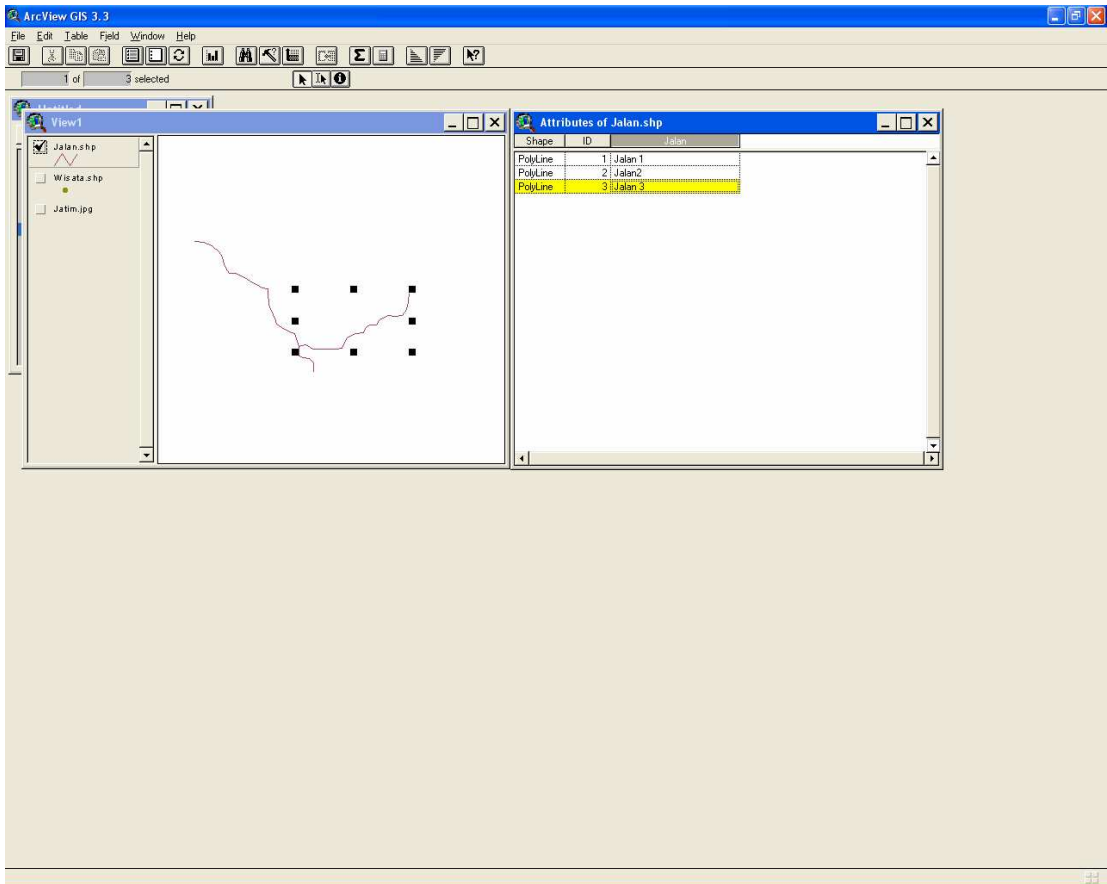 ArcView GIS 3.3
File Edit Table Field Window Help
1 of 3 selected
Untitled
View1
Jalan.shp
Wisata.shp
Jatim.jpg
Attributes of Jalan.shp
Shape ID Jalan
PolyLine 1 Jalan 1
PolyLine 2 Jalan2
PolyLine 3 Jalan 3